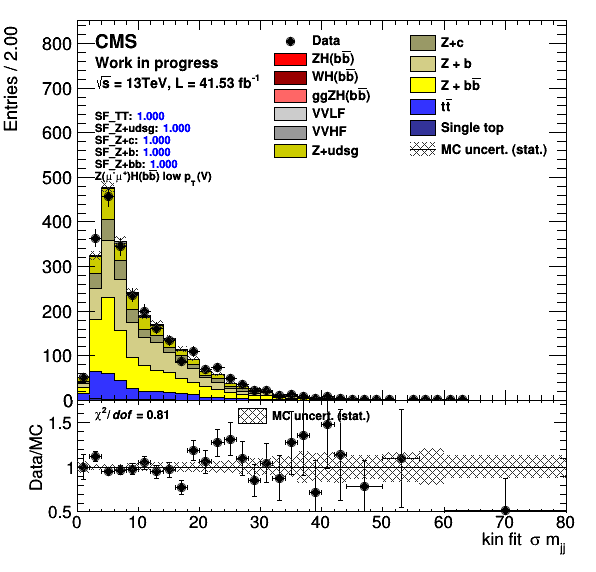 CMS
Work in progress
√s = 13TeV, L = 41.53 fb⁻¹
SF_TT: 1.000
SF_Z+udsg: 1.000
SF_Z+c: 1.000
SF_Z+b: 1.000
SF_Z+bb: 1.000
Z(μ⁻μ⁺)H(bb̅) low p_T(V)
Data
ZH(bb̅)
WH(bb̅)
ggZH(bb̅)
VVLF
VVHF
Z+udsg
Z+c
Z + b
Z + bb̅
tt̅
Single top
MC uncert. (stat.)
Entries / 2.00
800
700
600
500
400
300
200
100
0
χ²/dof = 0.81
MC uncert. (stat.)
Data/MC
1.5
1
0.5
0 10 20 30 40 50 60 70 80
kin fit σ m_jj